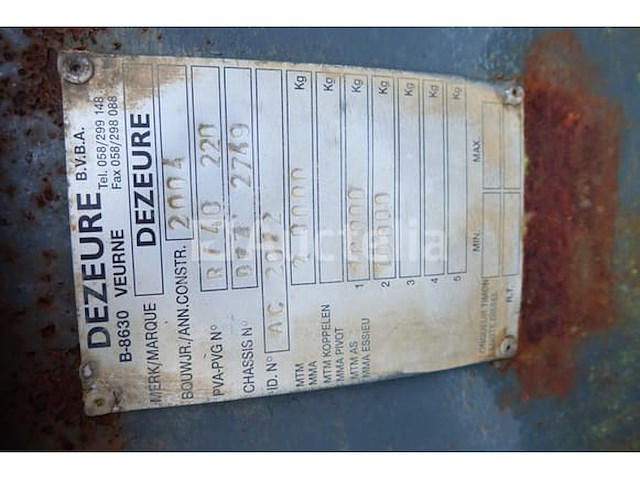 DEZEURE B.V.B.A.
B-8630 VEURNE Tel. 058/299 148
Fax 058/298 088
MERK/MARQUE DEZEURE
BOUWJR./ANN.CONSTR. 2004
PVA-PVG N°
CHASSIS N° 2749
ID. N°
MTM Kg
MMA
MTM KOPPELEN Kg
MMA PIVOT
MTM AS 1 Kg
MMA ESSIEU 2 Kg
3 Kg
4 Kg
5 Kg
MIN. MAX.
R.T.
Auctelia